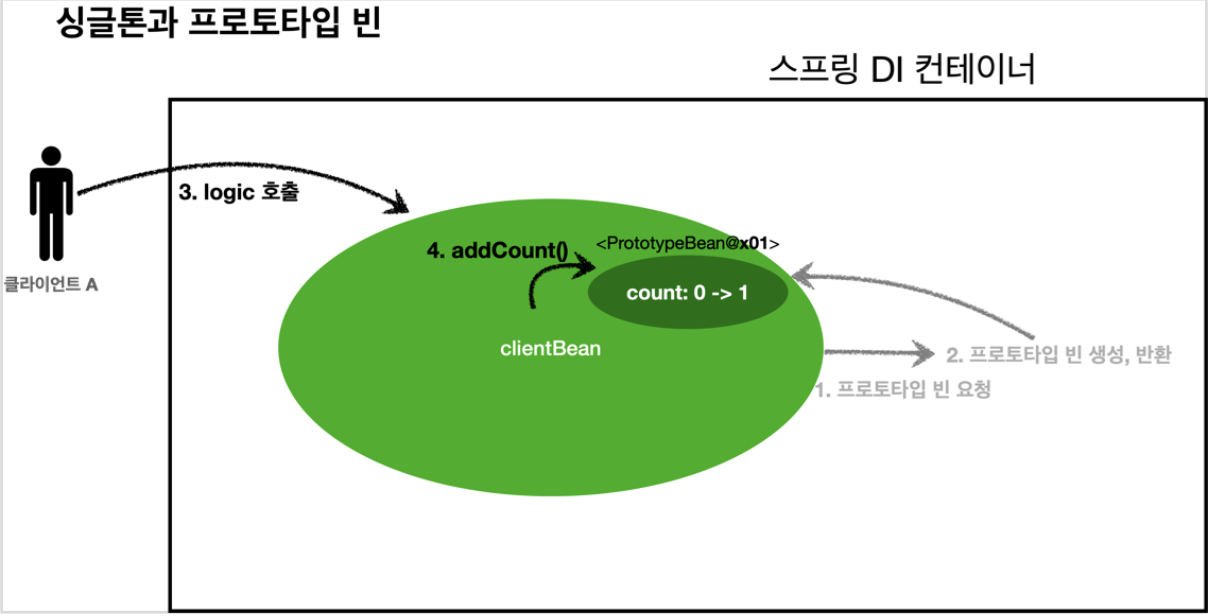 싱글톤과 프로토타입 빈
스프링 DI 컨테이너
3. logic 호출
클라이언트 A
4. addCount()
<PrototypeBean@x01>
count: 0 -> 1
clientBean
2. 프로토타입 빈 생성, 반환
1. 프로토타입 빈 요청